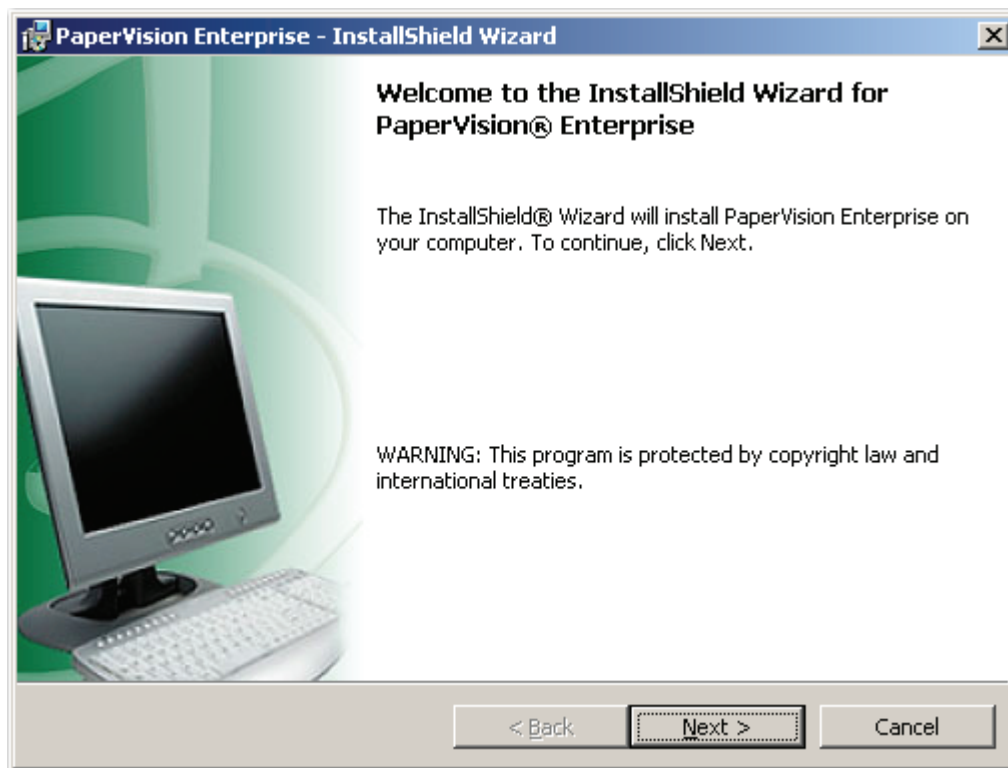 PaperVision Enterprise - InstallShield Wizard
Welcome to the InstallShield Wizard for
PaperVision® Enterprise
The InstallShield® Wizard will install PaperVision Enterprise on
your computer. To continue, click Next.
WARNING: This program is protected by copyright law and
international treaties.
< Back Next > Cancel